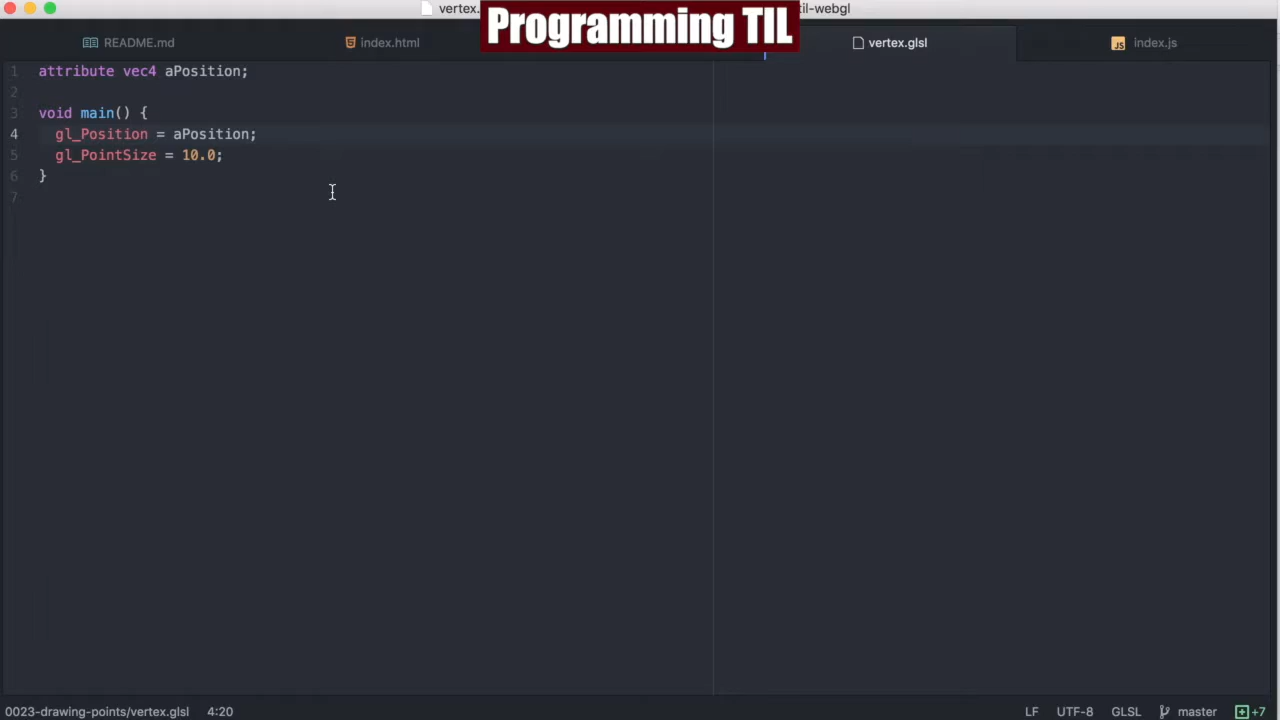 vertex.
til-webgl
Programming TIL
README.md
index.html
vertex.glsl
JS index.js
1 attribute vec4 aPosition;
2
3 void main() {
4 gl_Position = aPosition;
5 gl_PointSize = 10.0;
6 }
7
0023-drawing-points/vertex.glsl 4:20
LF UTF-8 GLSL master +7